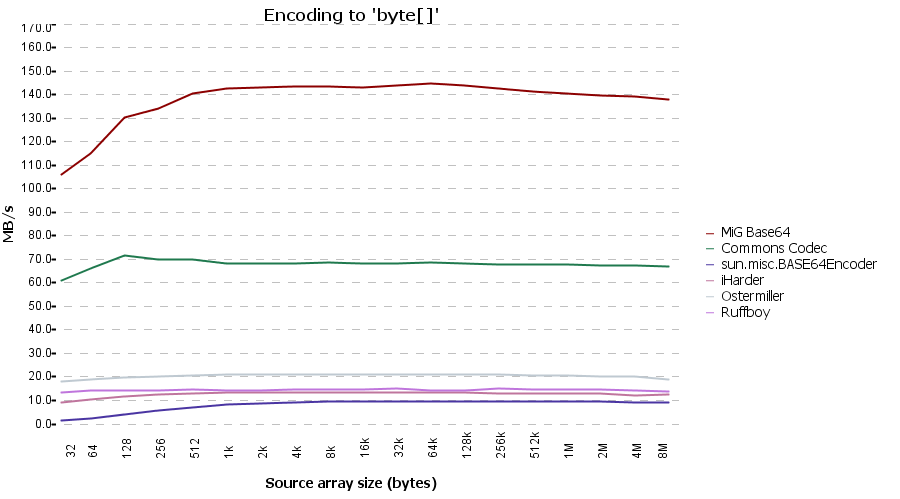 Encoding to 'byte[]'
170.0
160.0
150.0
140.0
130.0
120.0
110.0
100.0
90.0
80.0
70.0
60.0
50.0
40.0
30.0
20.0
10.0
0.0
MB/s
32
64
128
256
512
1k
2k
4k
8k
16k
32k
64k
128k
256k
512k
1M
2M
4M
8M
Source array size (bytes)
MiG Base64
Commons Codec
sun.misc.BASE64Encoder
iHarder
Ostermiller
Ruffboy